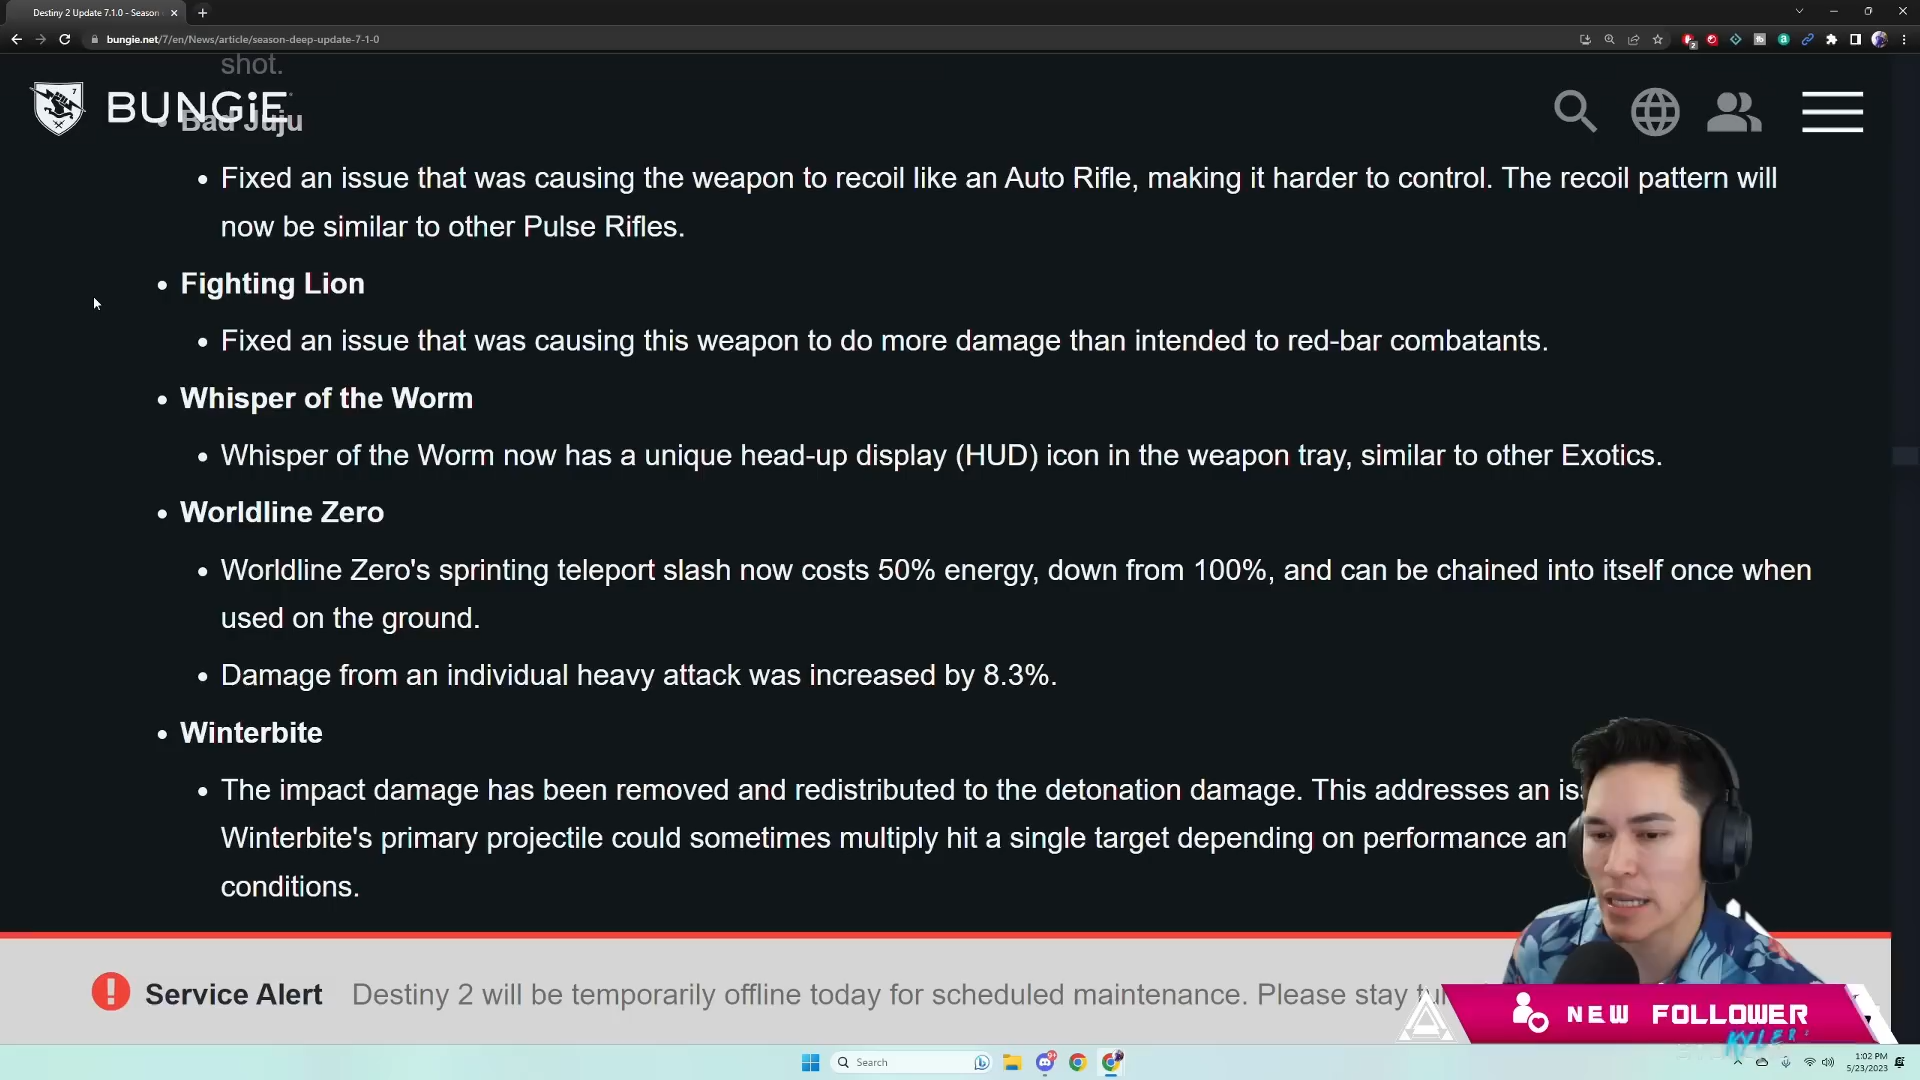 Destiny 2 Update 7.1.0 - Season
bungie.net/7/en/News/article/season-deep-update-7-1-0
shot.
BUNGiE
Bad Juju
Fixed an issue that was causing the weapon to recoil like an Auto Rifle, making it harder to control. The recoil pattern will
now be similar to other Pulse Rifles.
Fighting Lion
Fixed an issue that was causing this weapon to do more damage than intended to red-bar combatants.
Whisper of the Worm
Whisper of the Worm now has a unique head-up display (HUD) icon in the weapon tray, similar to other Exotics.
Worldline Zero
Worldline Zero's sprinting teleport slash now costs 50% energy, down from 100%, and can be chained into itself once when
used on the ground.
Damage from an individual heavy attack was increased by 8.3%.
Winterbite
The impact damage has been removed and redistributed to the detonation damage. This addresses an
Winterbite's primary projectile could sometimes multiply hit a single target depending on performance
conditions.
Service Alert Destiny 2 will be temporarily offline today for scheduled maintenance. Please stay
NEW FOLLOWER
KYLER
Search
1:02 PM
5/23/2023